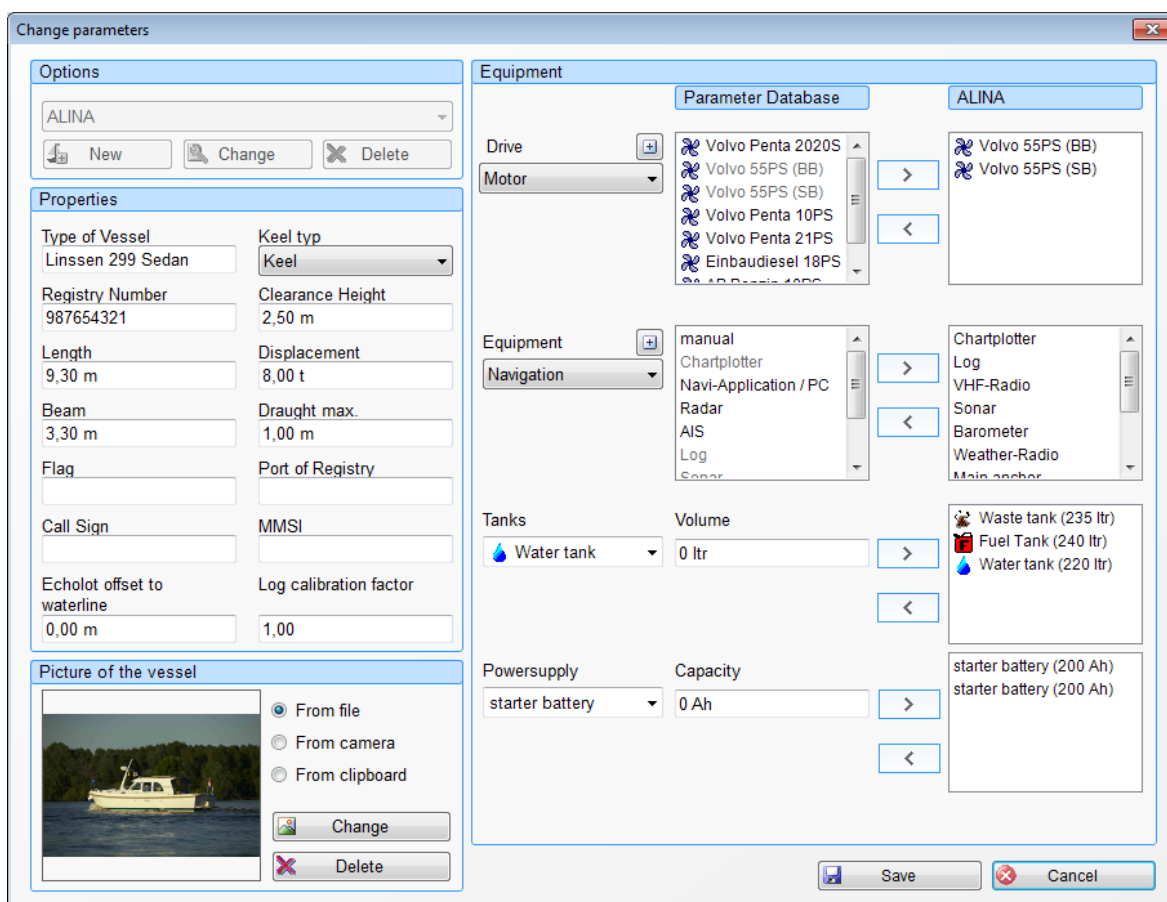 Change parameters
Options
ALINA
New
Change
Delete
Properties
Type of Vessel
Keel typ
Linssen 299 Sedan
Keel
Registry Number
Clearance Height
987654321
2,50 m
Length
Displacement
9,30 m
8,00 t
Beam
Draught max.
3,30 m
1,00 m
Flag
Port of Registry
Call Sign
MMSI
Echolot offset to
waterline
Log calibration factor
0,00 m
1,00
Picture of the vessel
From file
From camera
From clipboard
Change
Delete
Equipment
Parameter Database
ALINA
Drive
Motor
Volvo Penta 2020S
Volvo 55PS (BB)
Volvo 55PS (SB)
Volvo Penta 10PS
Volvo Penta 21PS
Einbaudiesel 18PS
>
<
Volvo 55PS (BB)
Volvo 55PS (SB)
Equipment
Navigation
manual
Chartplotter
Navi-Application / PC
Radar
AIS
Log
Sonar
>
<
Chartplotter
Log
VHF-Radio
Sonar
Barometer
Weather-Radio
Main anchor
Tanks
Volume
Water tank
0 ltr
>
<
Waste tank (235 ltr)
Fuel Tank (240 ltr)
Water tank (220 ltr)
Powersupply
Capacity
starter battery
0 Ah
>
<
starter battery (200 Ah)
starter battery (200 Ah)
Save
Cancel